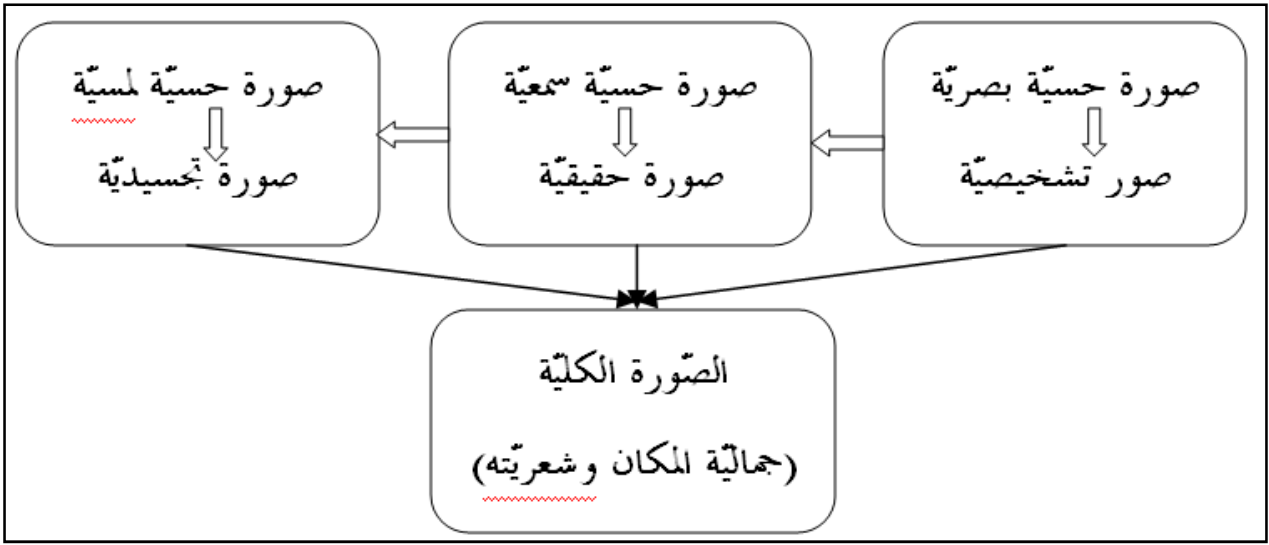 صورة حسيّة بصريّة
صور تشخيصيّة
صورة حسيّة سمعيّة
صورة حقيقيّة
صورة حسيّة لمسيّة
صورة تجسيديّة
الصّورة الكليّة
(جماليّة المكان وشعريّته)